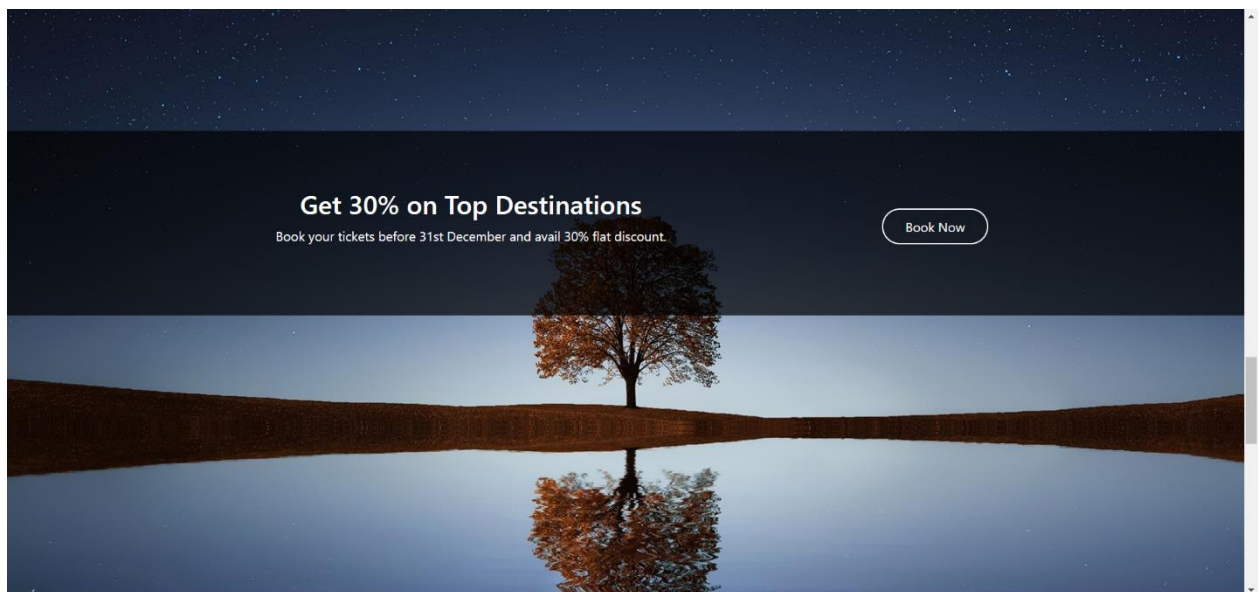 Get 30% on Top Destinations
Book your tickets before 31st December and avail 30% flat discount.
Book Now